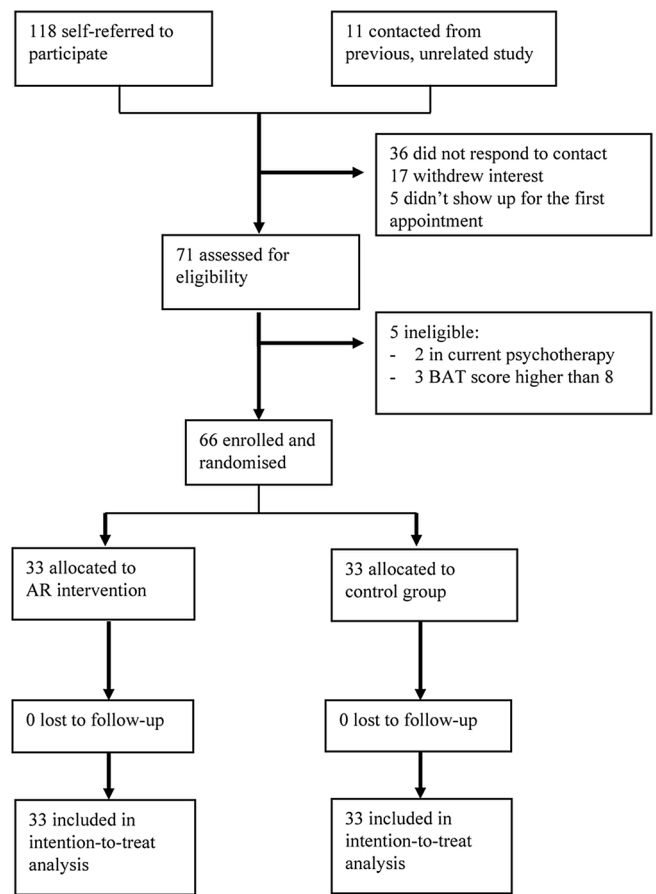 118 self-referred to
participate
11 contacted from
previous, unrelated study
36 did not respond to contact
17 withdrew interest
5 didn’t show up for the first
appointment
71 assessed for
eligibility
5 ineligible:
- 2 in current psychotherapy
- 3 BAT score higher than 8
66 enrolled and
randomised
33 allocated to
AR intervention
33 allocated to
control group
0 lost to follow-up
0 lost to follow-up
33 included in
intention-to-treat
analysis
33 included in
intention-to-treat
analysis